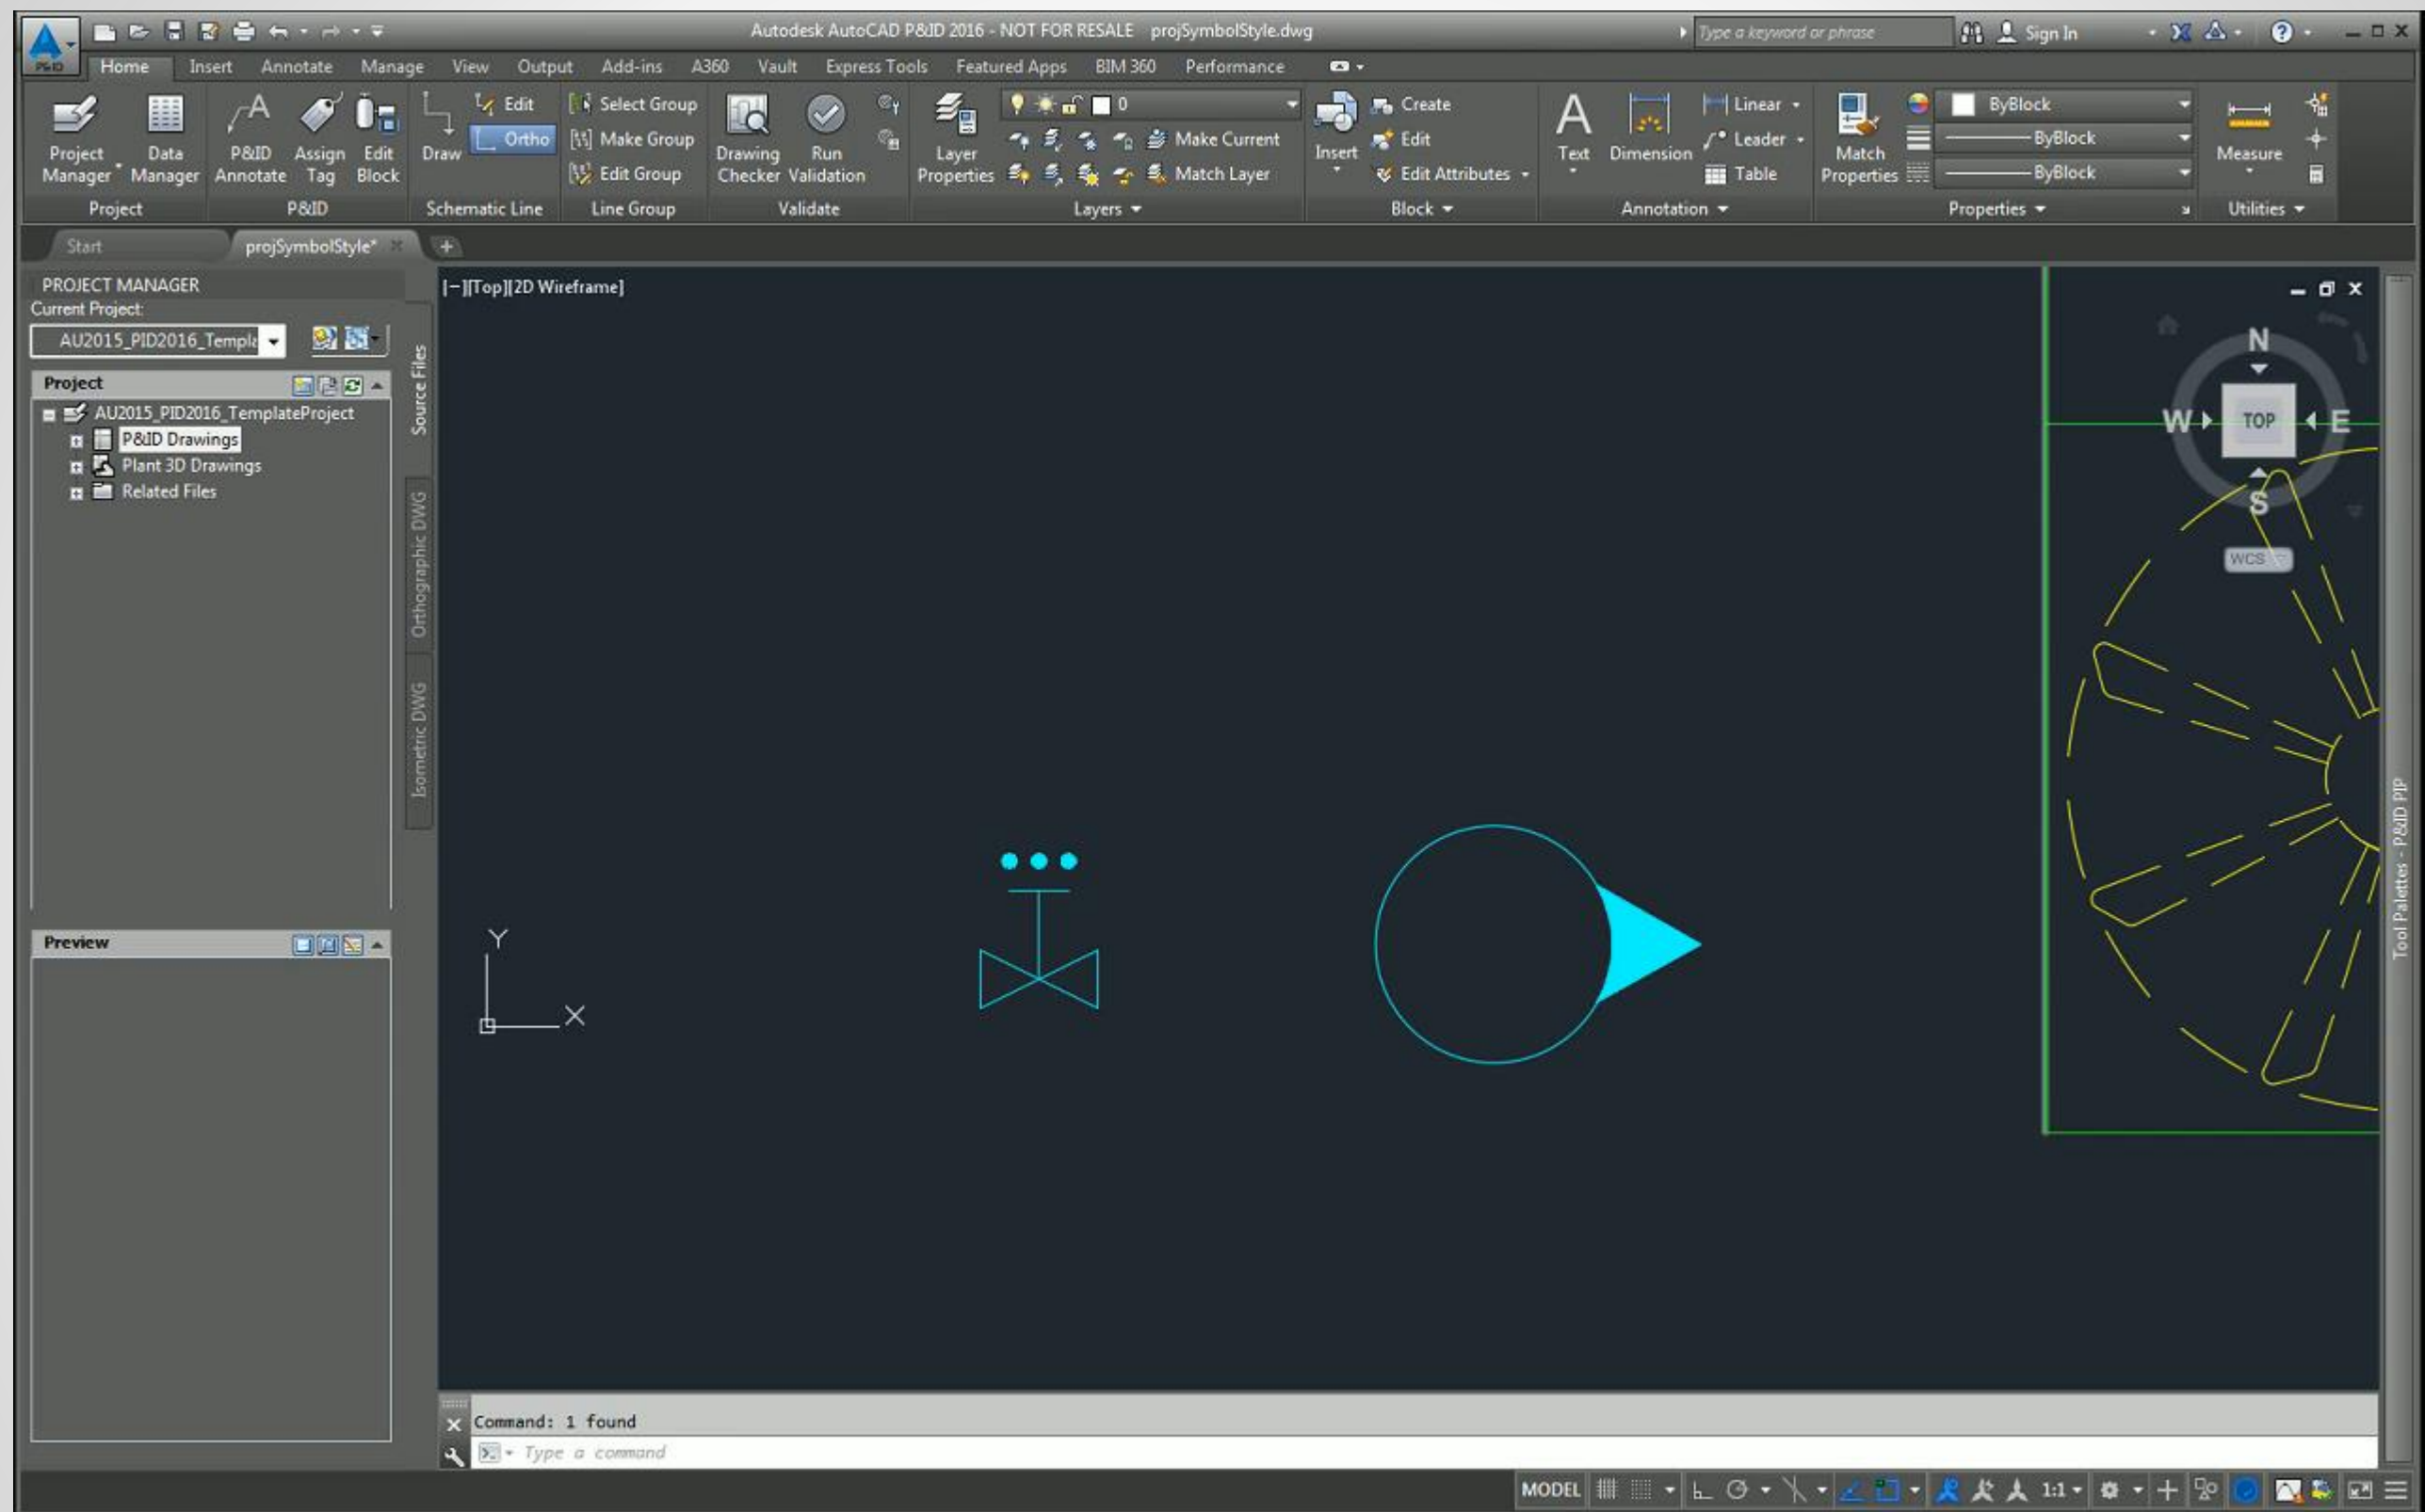 Autodesk AutoCAD P&ID 2016 - NOT FOR RESALE projSymbolStyle.dwg
Type a keyword or phrase
Sign In
P&ID
Home Insert Annotate Manage View Output Add-ins A360 Vault Express Tools Featured Apps BIM 360 Performance
Project Manager
Data Manager
Project
P&ID Annotate
Assign Tag
Edit Block
P&ID
Draw
Edit
Ortho
Schematic Line
Select Group
Make Group
Edit Group
Line Group
Drawing Checker
Run Validation
Validate
Layer Properties
0
Make Current
Match Layer
Layers
Insert
Create
Edit
Edit Attributes
Block
A
Text
Dimension
Linear
Leader
Table
Annotation
Match Properties
ByBlock
ByBlock
ByBlock
Properties
Measure
Utilities
Start
projSymbolStyle*
PROJECT MANAGER
Current Project:
AU2015_PID2016_Templa
Project
AU2015_PID2016_TemplateProject
P&ID Drawings
Plant 3D Drawings
Related Files
Source Files
Orthographic DWG
Isometric DWG
Preview
[−][Top][2D Wireframe]
N
W
TOP
E
S
WCS
Y
X
Tool Palettes - P&ID PIP
Command: 1 found
Type a command
MODEL
1:1